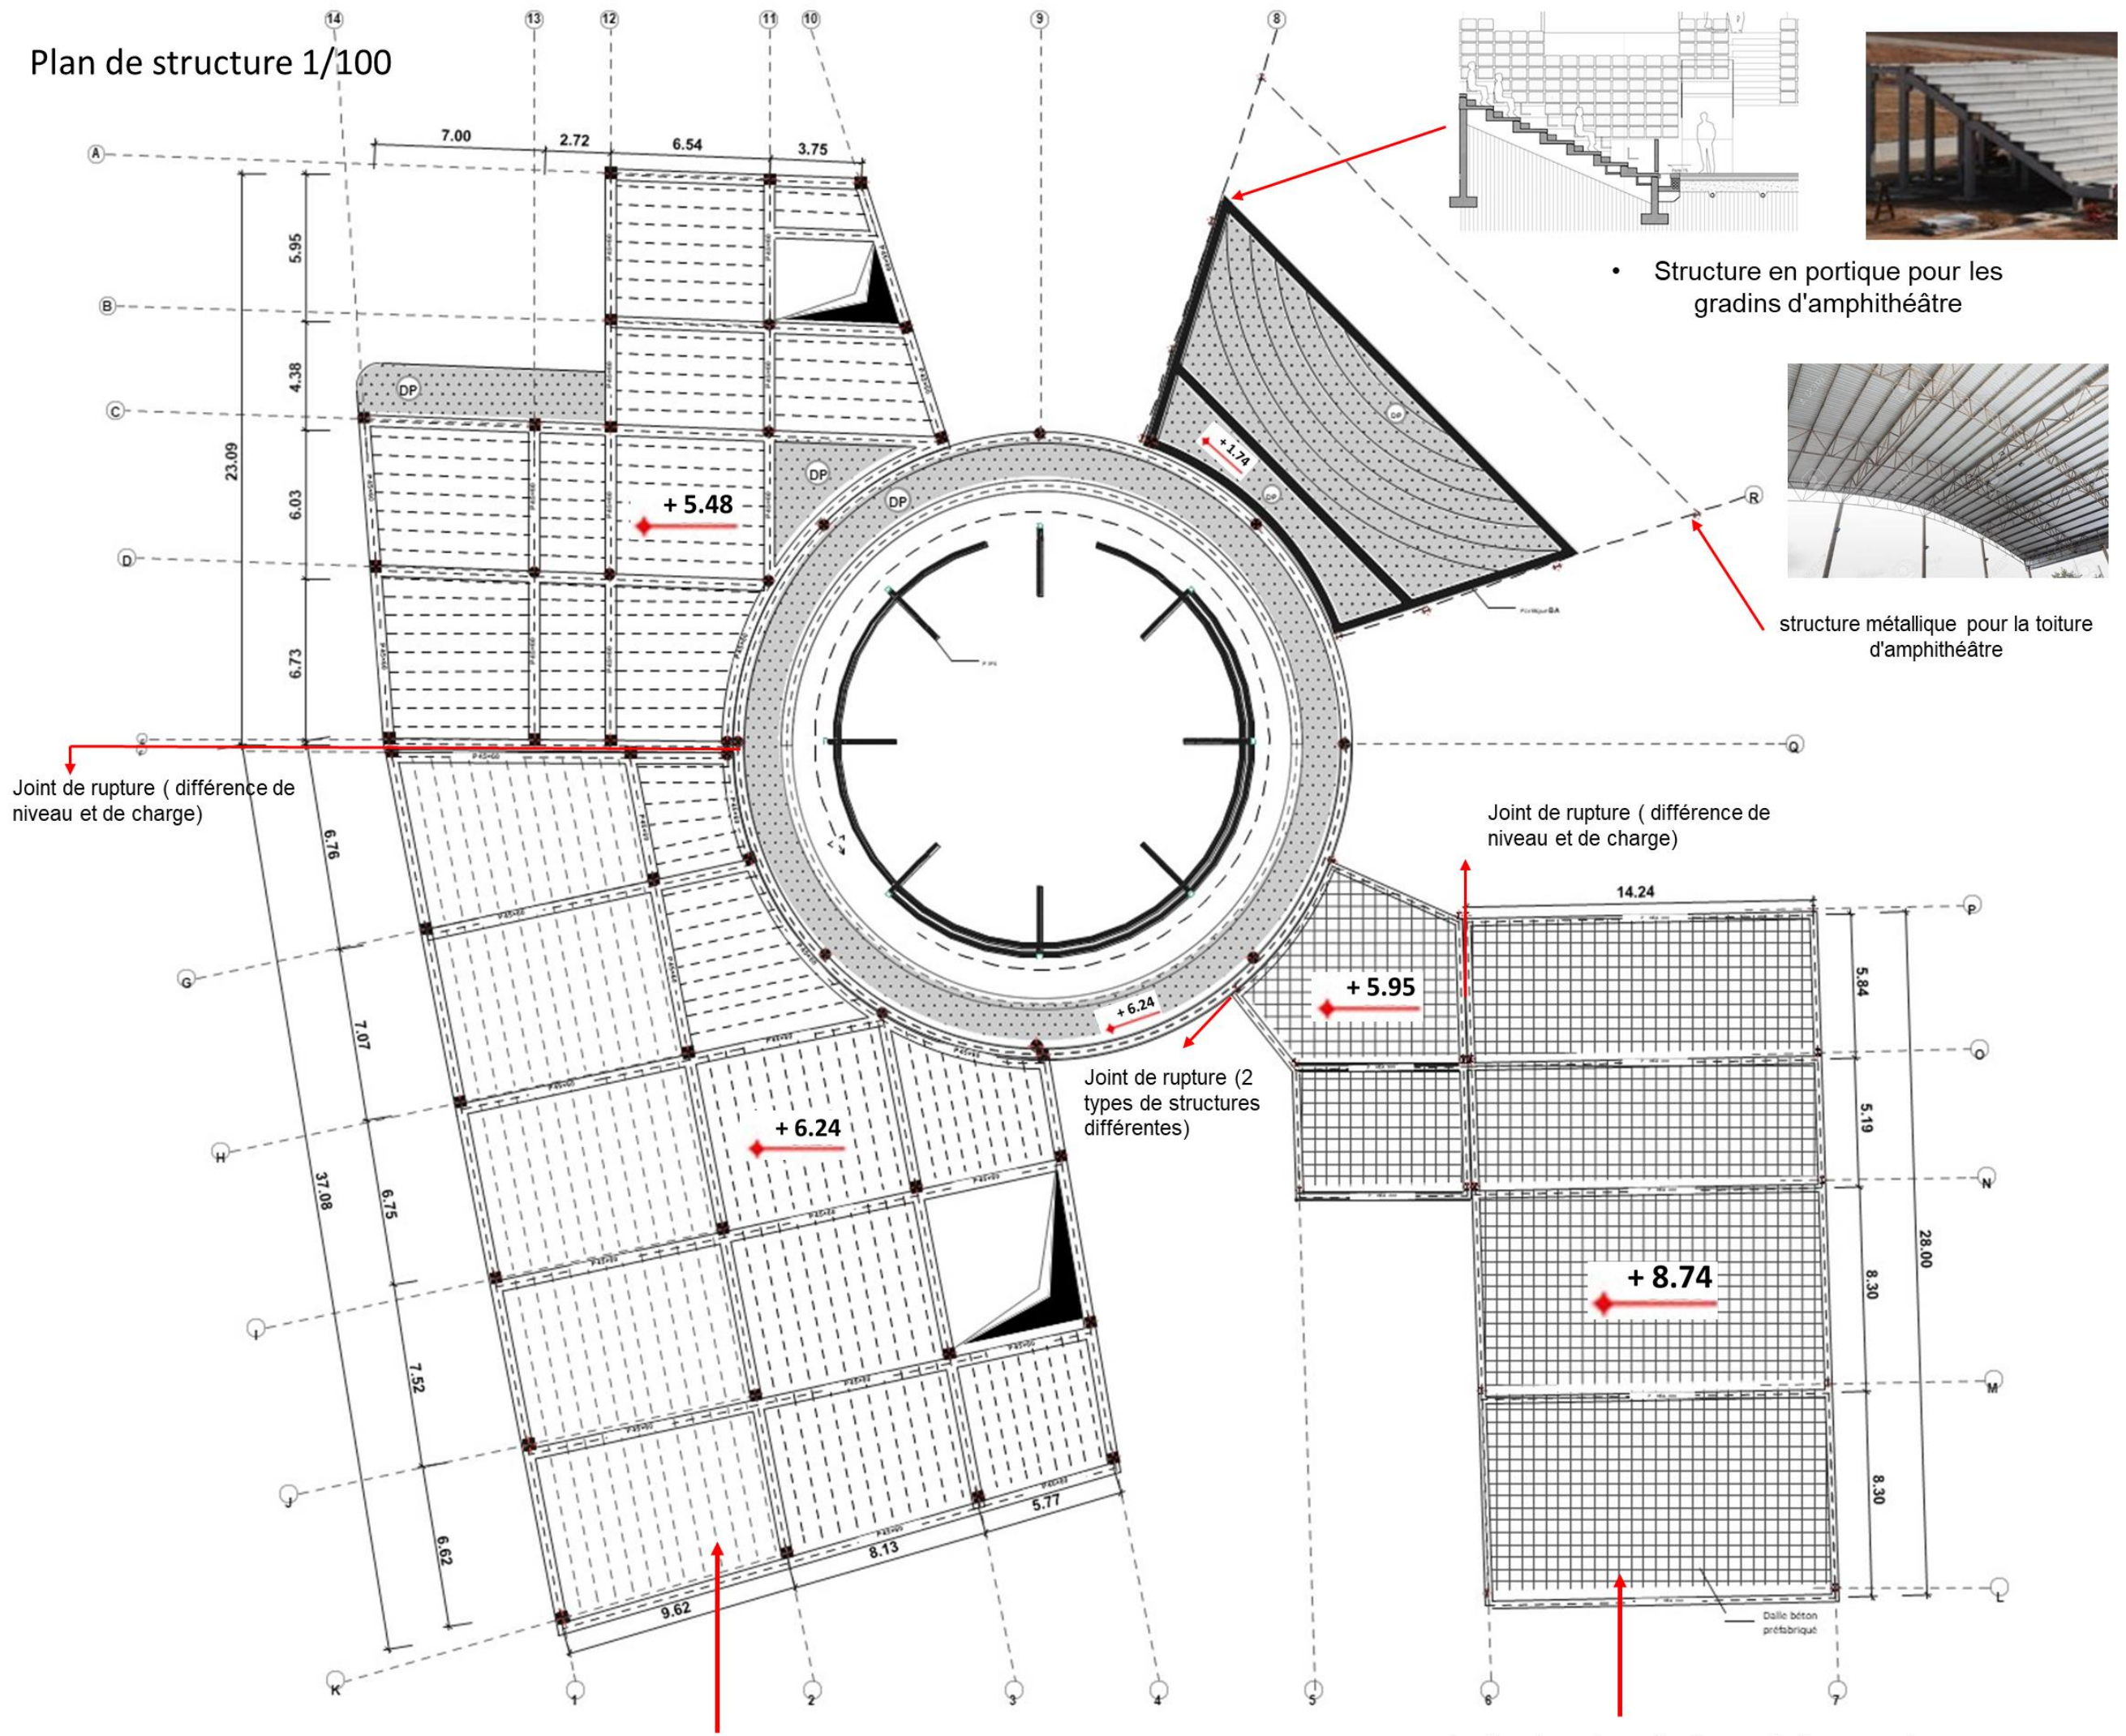 14
13
12
11
10
9
8
Plan de structure 1/100
A
7.00
2.72
6.54
3.75
5.95
B
4.38
C
DP
23.09
6.03
+ 5.48
DP
DP
D
6.73
• Structure en portique pour les
gradins d'amphithéâtre
DP
+1.74
DP
R
structure métallique pour la toiture
d'amphithéâtre
Q
Joint de rupture ( différence de
niveau et de charge)
Joint de rupture ( différence de
niveau et de charge)
6.76
G
7.07
H
37.08
6.75
I
7.52
J
6.62
K
+ 6.24
+ 6.24
Joint de rupture (2
types de structures
différentes)
+ 5.95
14.24
P
5.84
O
5.19
N
28.00
+ 8.74
8.30
M
8.30
L
Dalle béton
préfabriqué
5.77
8.13
9.62
1
2
3
4
5
6
7